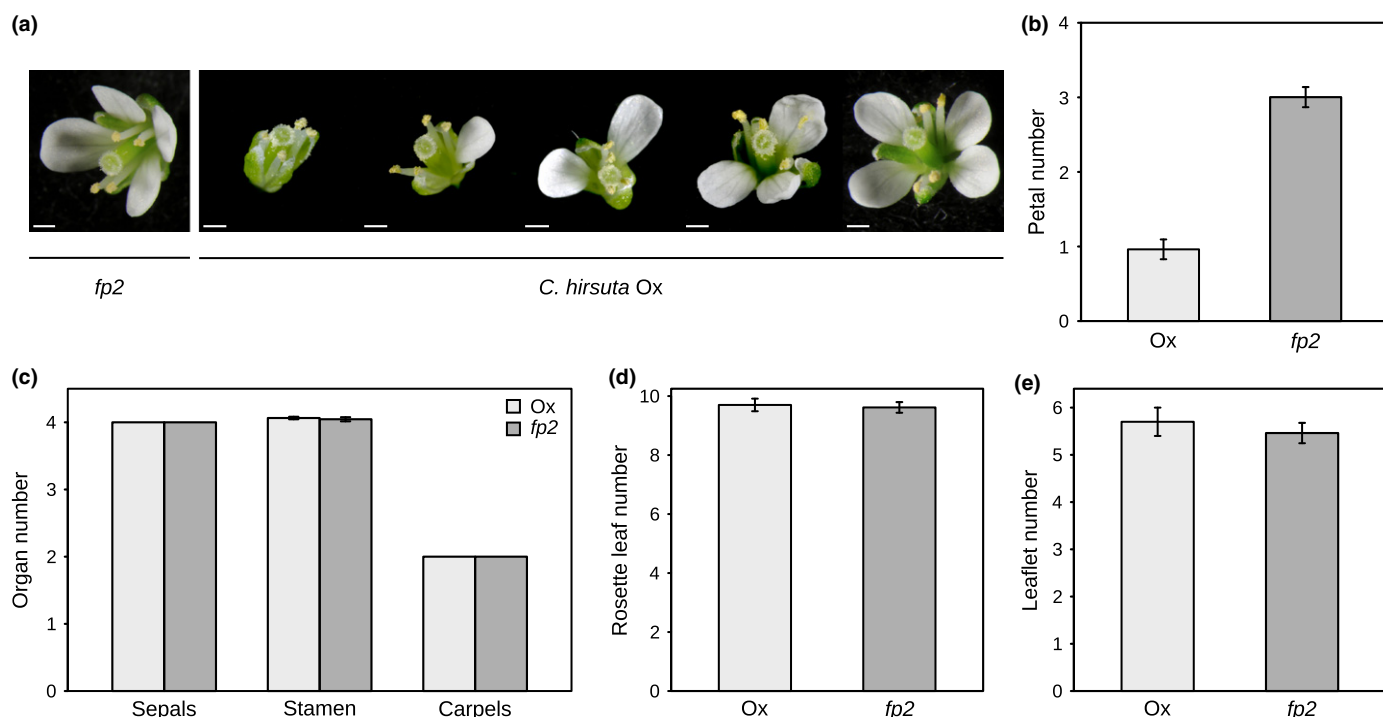 (a)
fp2
C. hirsuta Ox
(b)
Petal number
4
3
2
1
0
Ox
fp2
(c)
Organ number
4
3
2
1
0
Ox
fp2
Sepals
Stamen
Carpels
(d)
Rosette leaf number
10
8
6
4
2
0
Ox
fp2
(e)
Leaflet number
6
5
4
3
2
1
0
Ox
fp2